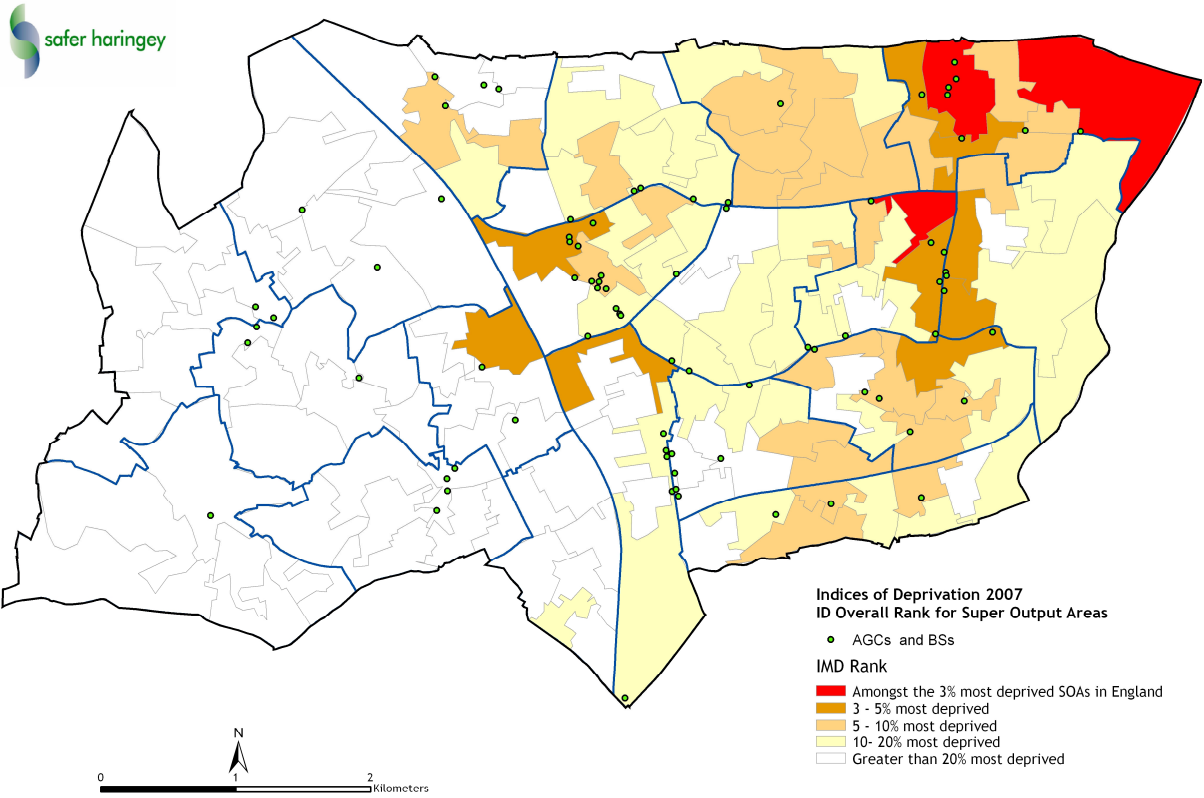 safer haringey
Indices of Deprivation 2007
ID Overall Rank for Super Output Areas
AGCs and BSs
IMD Rank
Amongst the 3% most deprived SOAs in England
3 - 5% most deprived
5 - 10% most deprived
10- 20% most deprived
Greater than 20% most deprived
N
0 1 2
Kilometers